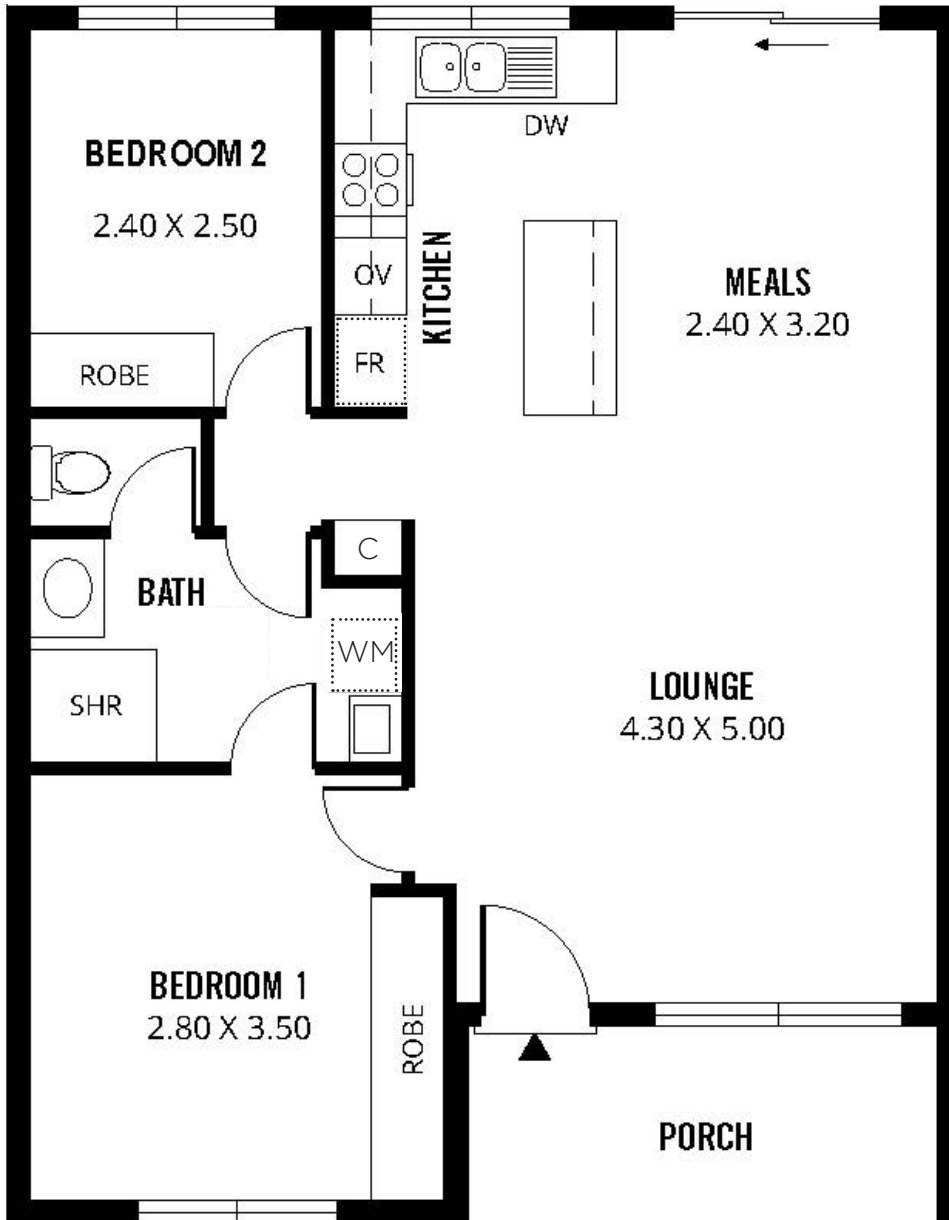 BEDROOM 2
2.40 X 2.50
ROBE
DW
OV
FR
KITCHEN
MEALS
2.40 X 3.20
C
BATH
WM
SHR
LOUNGE
4.30 X 5.00
BEDROOM 1
2.80 X 3.50
ROBE
PORCH